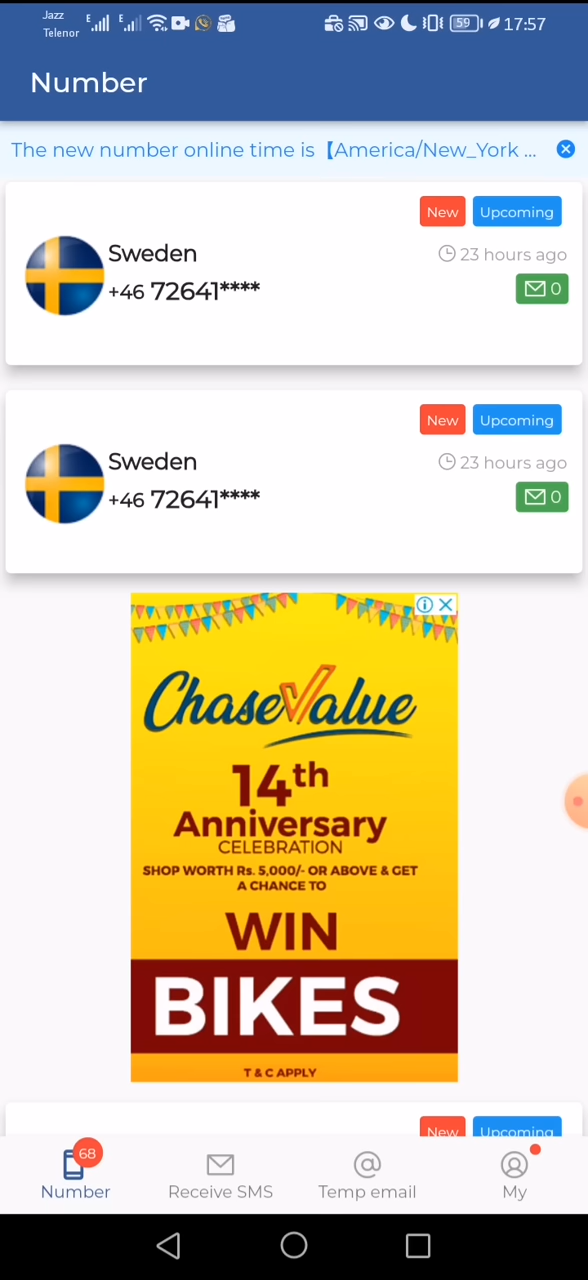 Jazz
Telenor
E
E
59
17:57
Number
The new number online time is【America/New_York ...
New
Upcoming
Sweden
23 hours ago
+46 72641****
0
New
Upcoming
Sweden
23 hours ago
+46 72641****
0
ChaseValue
14th
Anniversary
CELEBRATION
SHOP WORTH Rs. 5,000/- OR ABOVE & GET
A CHANCE TO
WIN
BIKES
T & C APPLY
New
Upcoming
68
Number
Receive SMS
Temp email
My